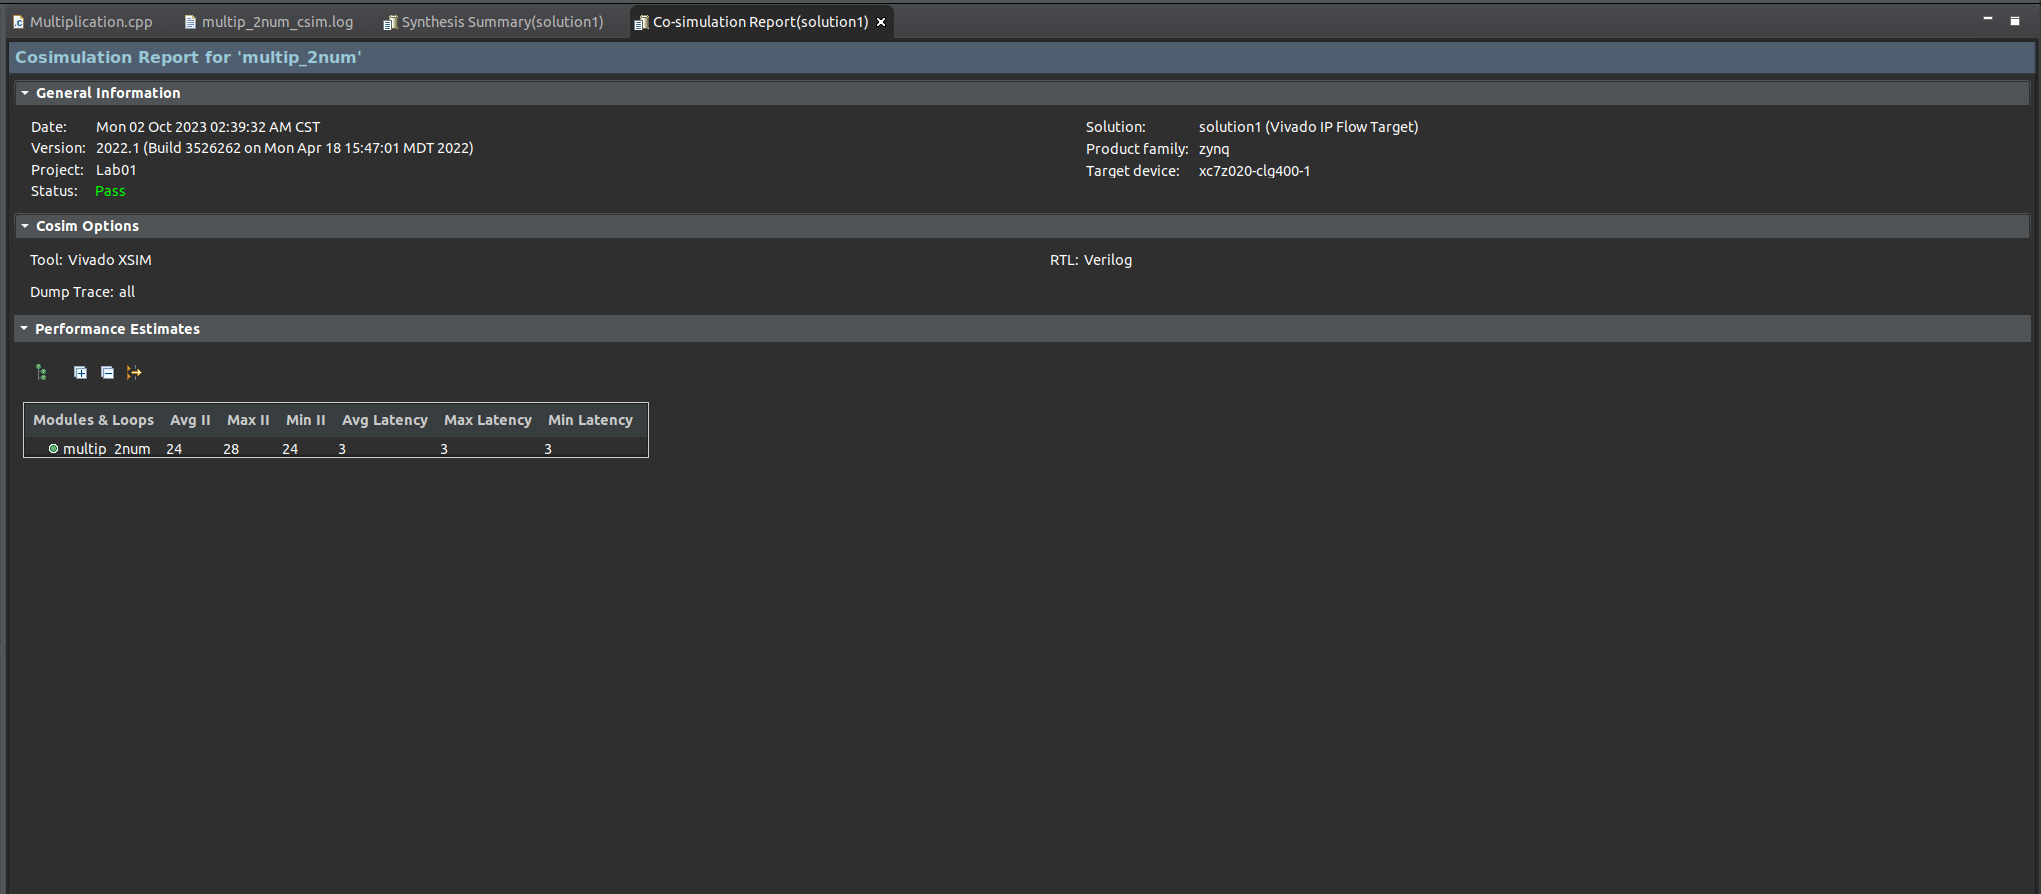 Multiplication.cpp multip_2num_csim.log Synthesis Summary(solution1) Co-simulation Report(solution1)
Cosimulation Report for 'multip_2num'
General Information
Date: Mon 02 Oct 2023 02:39:32 AM CST Solution: solution1 (Vivado IP Flow Target)
Version: 2022.1 (Build 3526262 on Mon Apr 18 15:47:01 MDT 2022) Product family: zynq
Project: Lab01 Target device: xc7z020-clg400-1
Status: Pass
Cosim Options
Tool: Vivado XSIM RTL: Verilog
Dump Trace: all
Performance Estimates
Modules & Loops Avg II Max II Min II Avg Latency Max Latency Min Latency
multip_2num 24 28 24 3 3 3